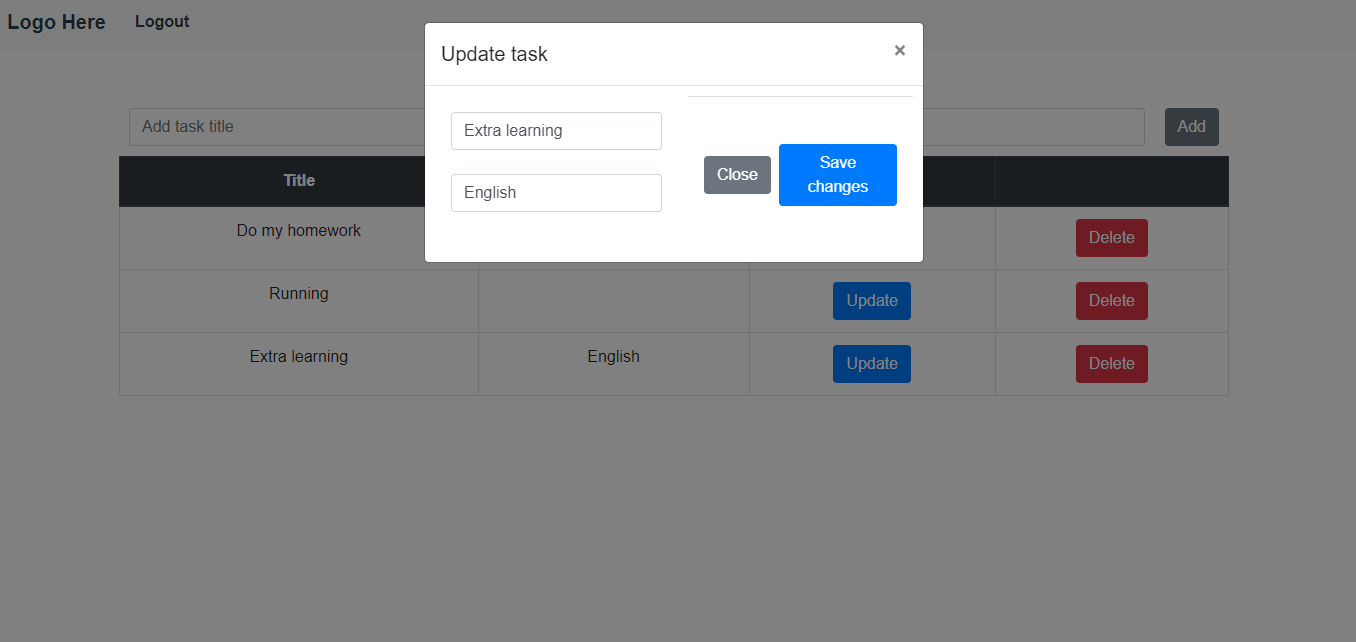 Logo Here Logout
Update task ×
Add task title
Extra learning
Add
Close
Save
changes
Title
English
Do my homework Delete
Running Update Delete
Extra learning English Update Delete